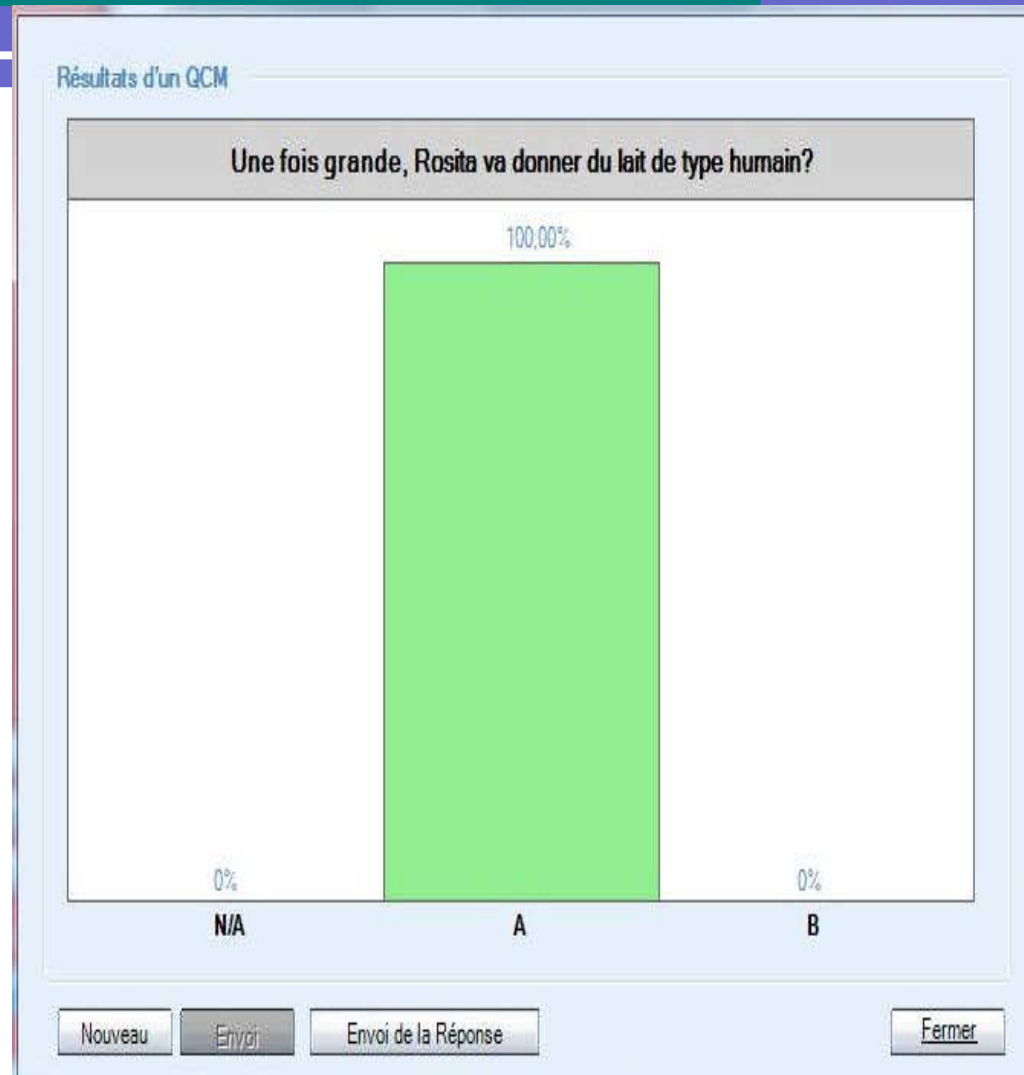 Résultats d'un QCM
Une fois grande, Rosita va donner du lait de type humain?
100,00%
0%
0%
N/A
A
B
Nouveau
Envoi
Envoi de la Réponse
Fermer